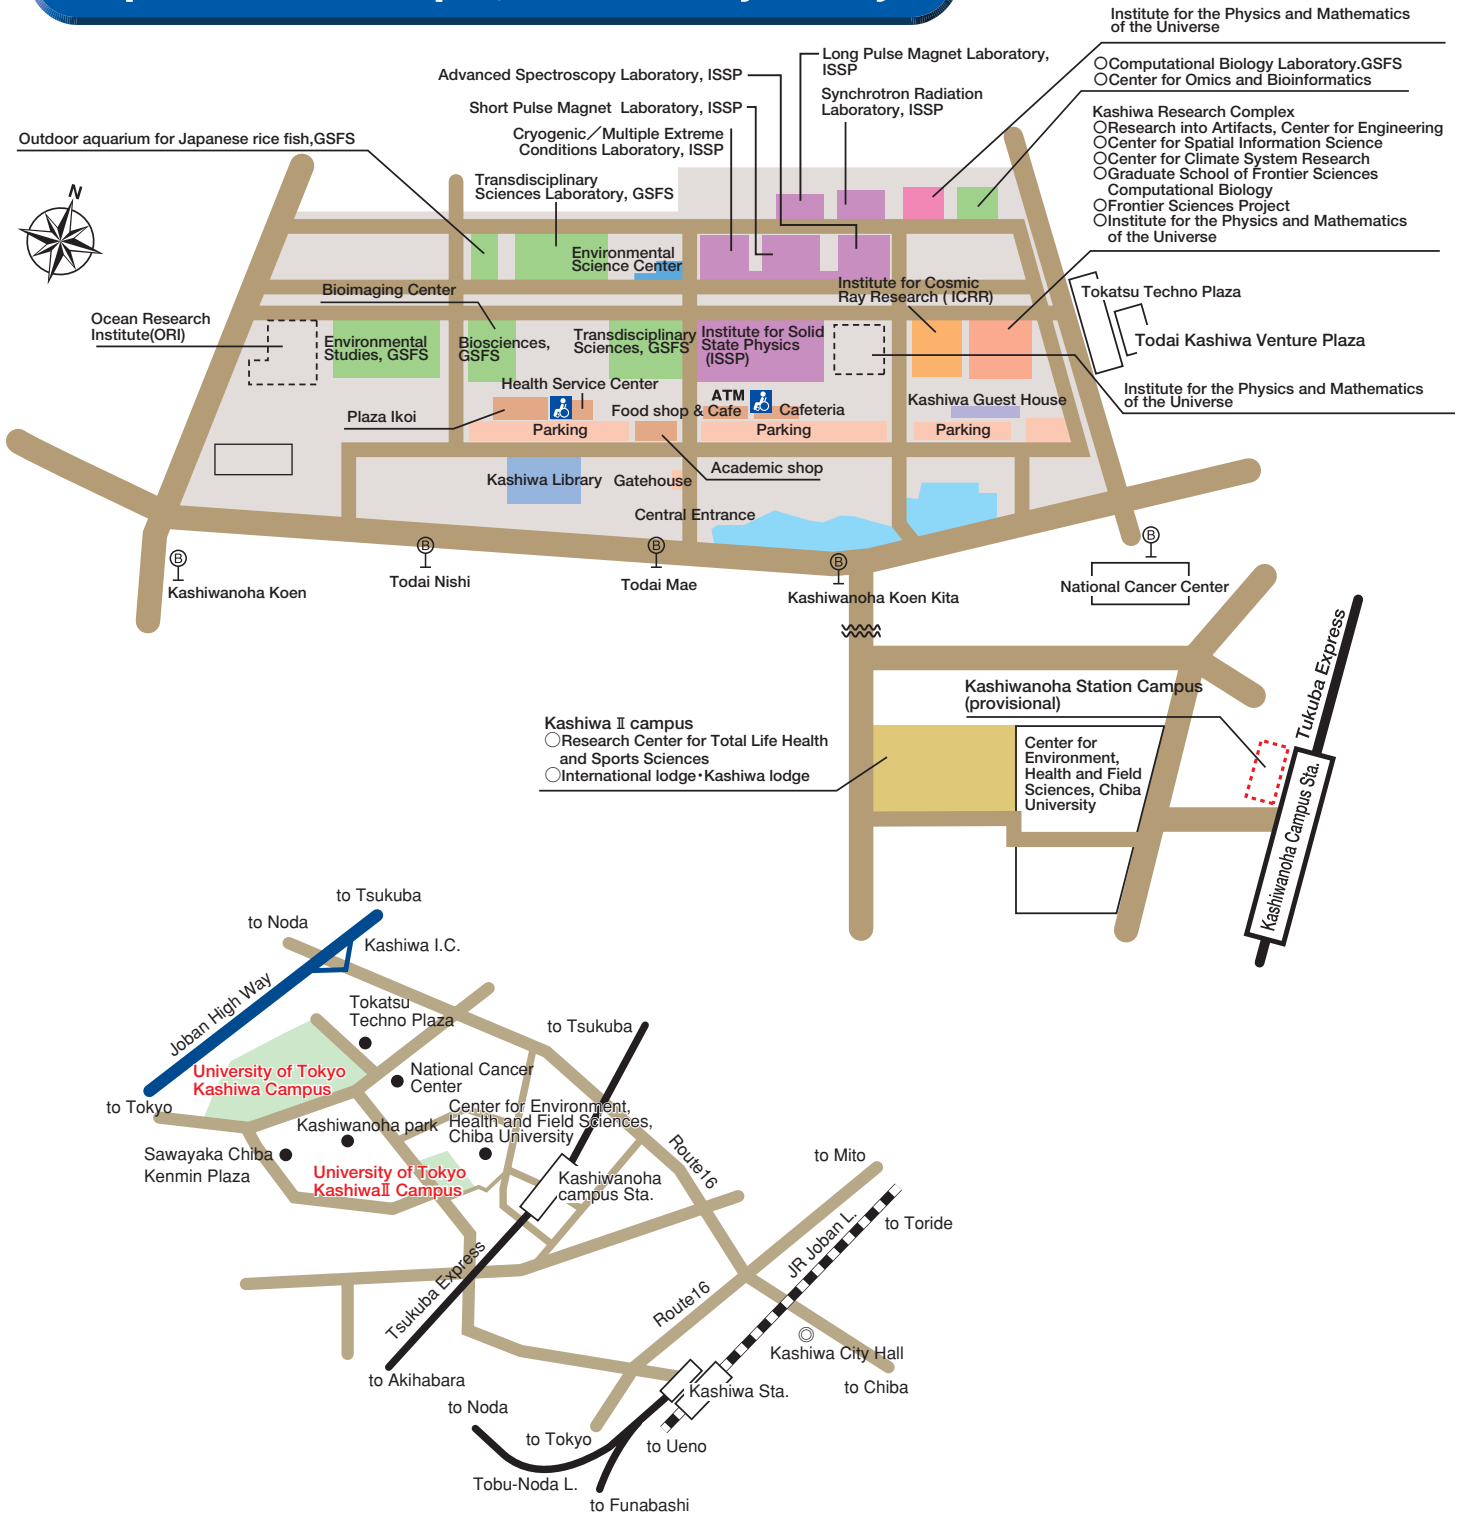 Institute for the Physics and Mathematics
of the Universe
Long Pulse Magnet Laboratory,
ISSP
○Computational Biology Laboratory.GSFS
○Center for Omics and Bioinformatics
Advanced Spectroscopy Laboratory, ISSP
Synchrotron Radiation
Laboratory, ISSP
Short Pulse Magnet Laboratory, ISSP
Kashiwa Research Complex
○Research into Artifacts, Center for Engineering
○Center for Spatial Information Science
○Center for Climate System Research
○Graduate School of Frontier Sciences
Computational Biology
○Frontier Sciences Project
○Institute for the Physics and Mathematics
of the Universe
Cryogenic／Multiple Extreme
Conditions Laboratory, ISSP
Outdoor aquarium for Japanese rice fish,GSFS
Transdisciplinary
Sciences Laboratory, GSFS
N
Environmental
Science Center
Bioimaging Center
Institute for Cosmic
Ray Research ( ICRR)
Tokatsu Techno Plaza
Ocean Research
Institute(ORI)
Environmental
Studies, GSFS
Biosciences,
GSFS
Transdisciplinary
Sciences, GSFS
Institute for Solid
State Physics
(ISSP)
Todai Kashiwa Venture Plaza
Institute for the Physics and Mathematics
of the Universe
Health Service Center
Plaza Ikoi
ATM
Food shop & Cafe
Cafeteria
Kashiwa Guest House
Parking
Parking
Parking
Academic shop
Kashiwa Library
Gatehouse
Central Entrance
B
Kashiwanoha Koen
B
Todai Nishi
B
Todai Mae
B
Kashiwanoha Koen Kita
B
National Cancer Center
Tukuba Express
Kashiwanoha Station Campus
(provisional)
Kashiwa Ⅱ campus
○Research Center for Total Life Health
and Sports Sciences
○International lodge・Kashiwa lodge
Center for
Environment,
Health and Field
Sciences, Chiba
University
Kashiwanoha Campus Sta.
to Tsukuba
to Noda
Kashiwa I.C.
Joban High Way
Tokatsu
Techno Plaza
to Tsukuba
University of Tokyo
Kashiwa Campus
National Cancer
Center
to Tokyo
Center for Environment,
Health and Field Sciences,
Chiba University
Kashiwanoha park
Sawayaka Chiba
Kenmin Plaza
University of Tokyo
KashiwaⅡ Campus
Kashiwanoha
campus Sta.
Route16
to Mito
to Toride
JR Joban L.
Tsukuba Express
Route16
Kashiwa City Hall
to Akihabara
Kashiwa Sta.
to Chiba
to Noda
to Tokyo
to Ueno
Tobu-Noda L.
to Funabashi